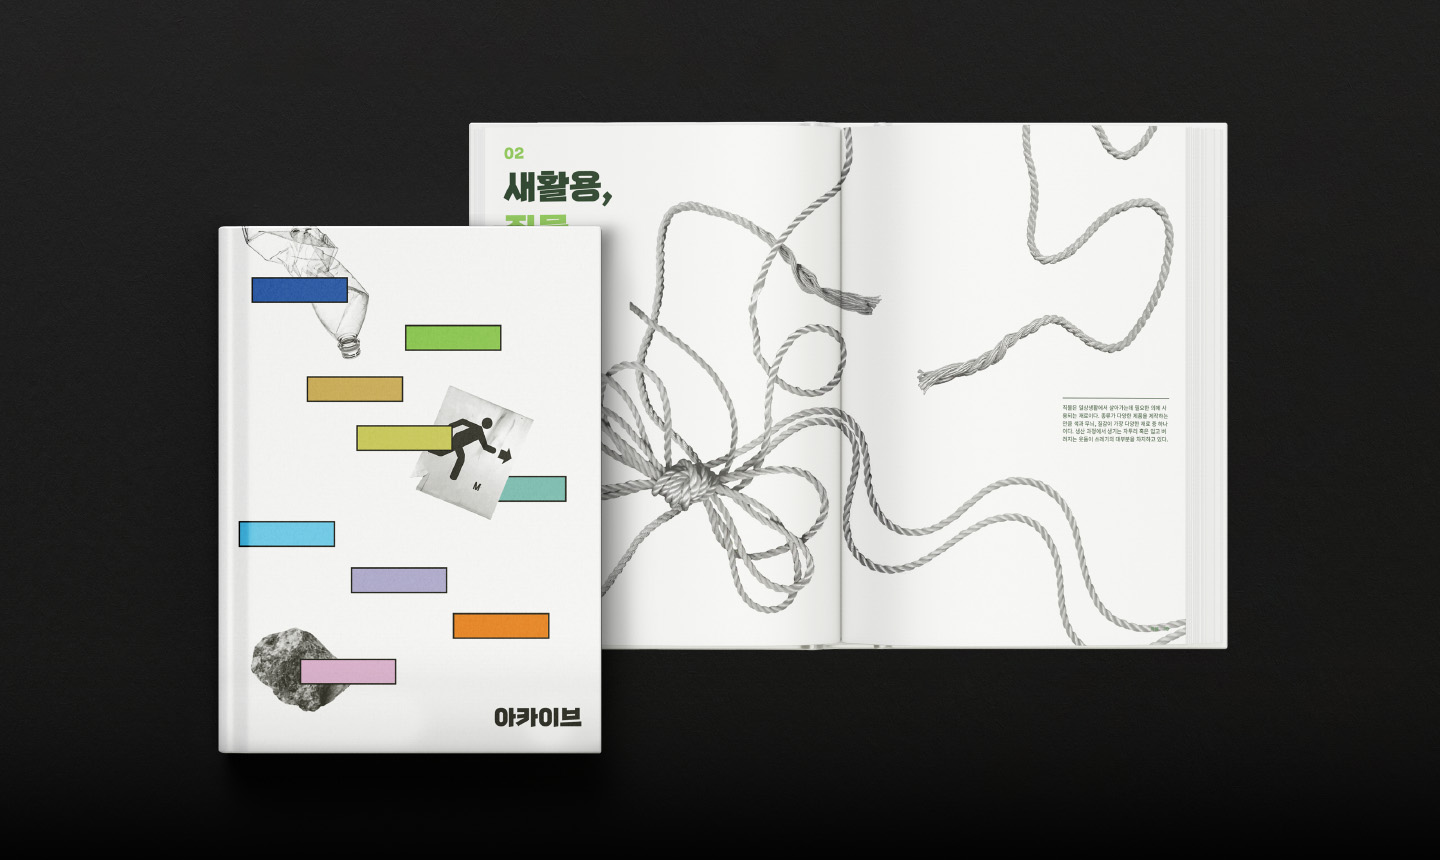 02
새활용,
직물
직물은 일상생활에서 살아가는데 필요한 의에 사
용되는 재료이다. 종류가 다양한 제품을 제작하는
만큼 색과 무늬, 질감이 가장 다양한 재료 중 하나
이다. 생산 과정에서 생기는 자투리 혹은 입고 버
려지는 옷들이 쓰레기의 대부분을 차지하고 있다.
M
아카이브